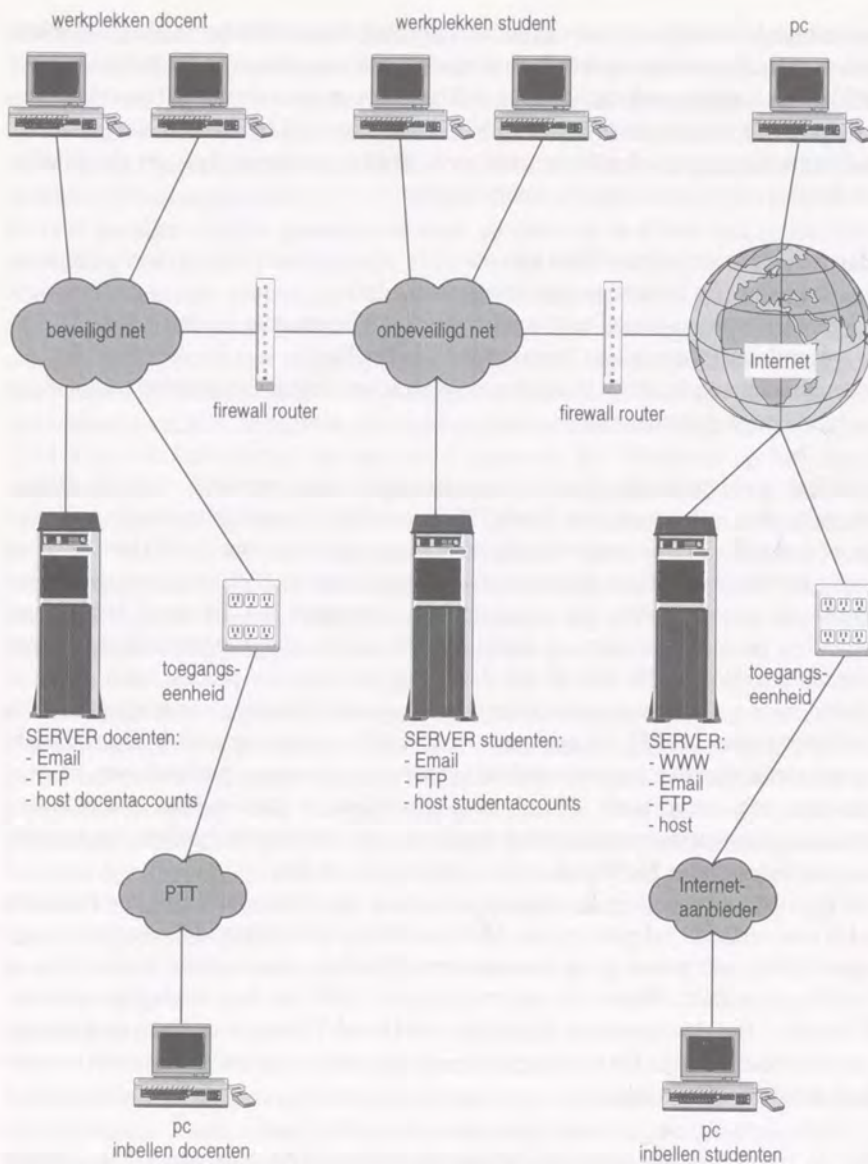 werkplekken docent
werkplekken student
pc
beveiligd net
onbeveiligd net
Internet
firewall router
firewall router
toegangs-
eenheid
toegangs-
eenheid
SERVER docenten:
- Email
- FTP
- host docentaccounts
SERVER studenten:
- Email
- FTP
- host studentaccounts
SERVER:
- WWW
- Email
- FTP
- host
PTT
Internet-
aanbieder
pc
inbellen docenten
pc
inbellen studenten